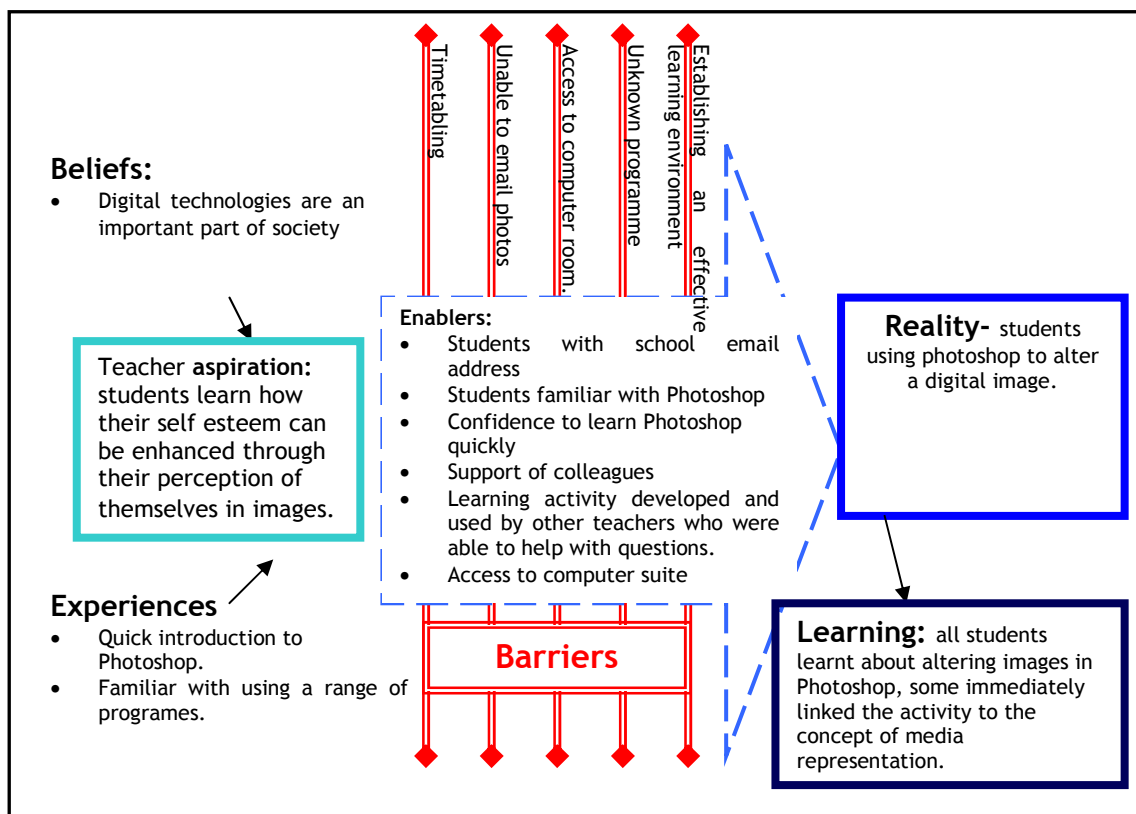 Timetabling
Unable to email photos
Access to computer room.
Unknown programme
Establishing an effective
learning environment
Beliefs:
• Digital technologies are an
important part of society
Teacher aspiration:
students learn how
their self esteem can
be enhanced through
their perception of
themselves in images.
Experiences
• Quick introduction to
Photoshop.
• Familiar with using a range of
programes.
Enablers:
• Students with school email
address
• Students familiar with Photoshop
• Confidence to learn Photoshop
quickly
• Support of colleagues
• Learning activity developed and
used by other teachers who were
able to help with questions.
• Access to computer suite
Barriers
Reality- students
using photoshop to alter
a digital image.
Learning: all students
learnt about altering images in
Photoshop, some immediately
linked the activity to the
concept of media
representation.